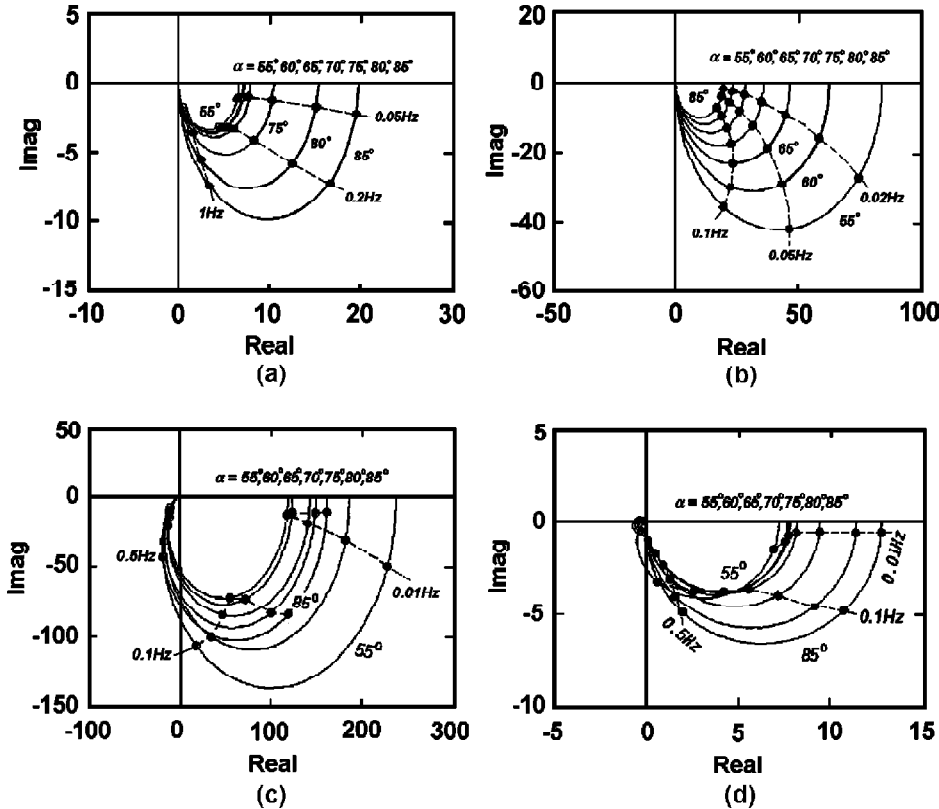 5
α = 55°,60°,65°,70°,75°,80°,85°
0
55°
75°
0.05Hz
80°
85°
-5
1Hz
0.2Hz
-10
-15
-10
0
10
20
30
Imag
Real
(a)
20
α = 55°,60°,65°,70°,75°,80°,85°
0
85°
65°
-20
60°
0.02Hz
55°
0.1Hz
-40
0.05Hz
-60
-50
0
50
100
Imag
Real
(b)
50
α = 55°,60°,65°,70°,75°,80°,85°
0
0.5Hz
-50
85°
0.01Hz
-100
0.1Hz
55°
-150
-100
0
100
200
300
Imag
Real
(c)
5
α = 55°,60°,65°,70°,75°,80°,85°
0
0.01Hz
55°
0.1Hz
-5
0.5Hz
85°
-10
-5
0
5
10
15
Imag
Real
(d)